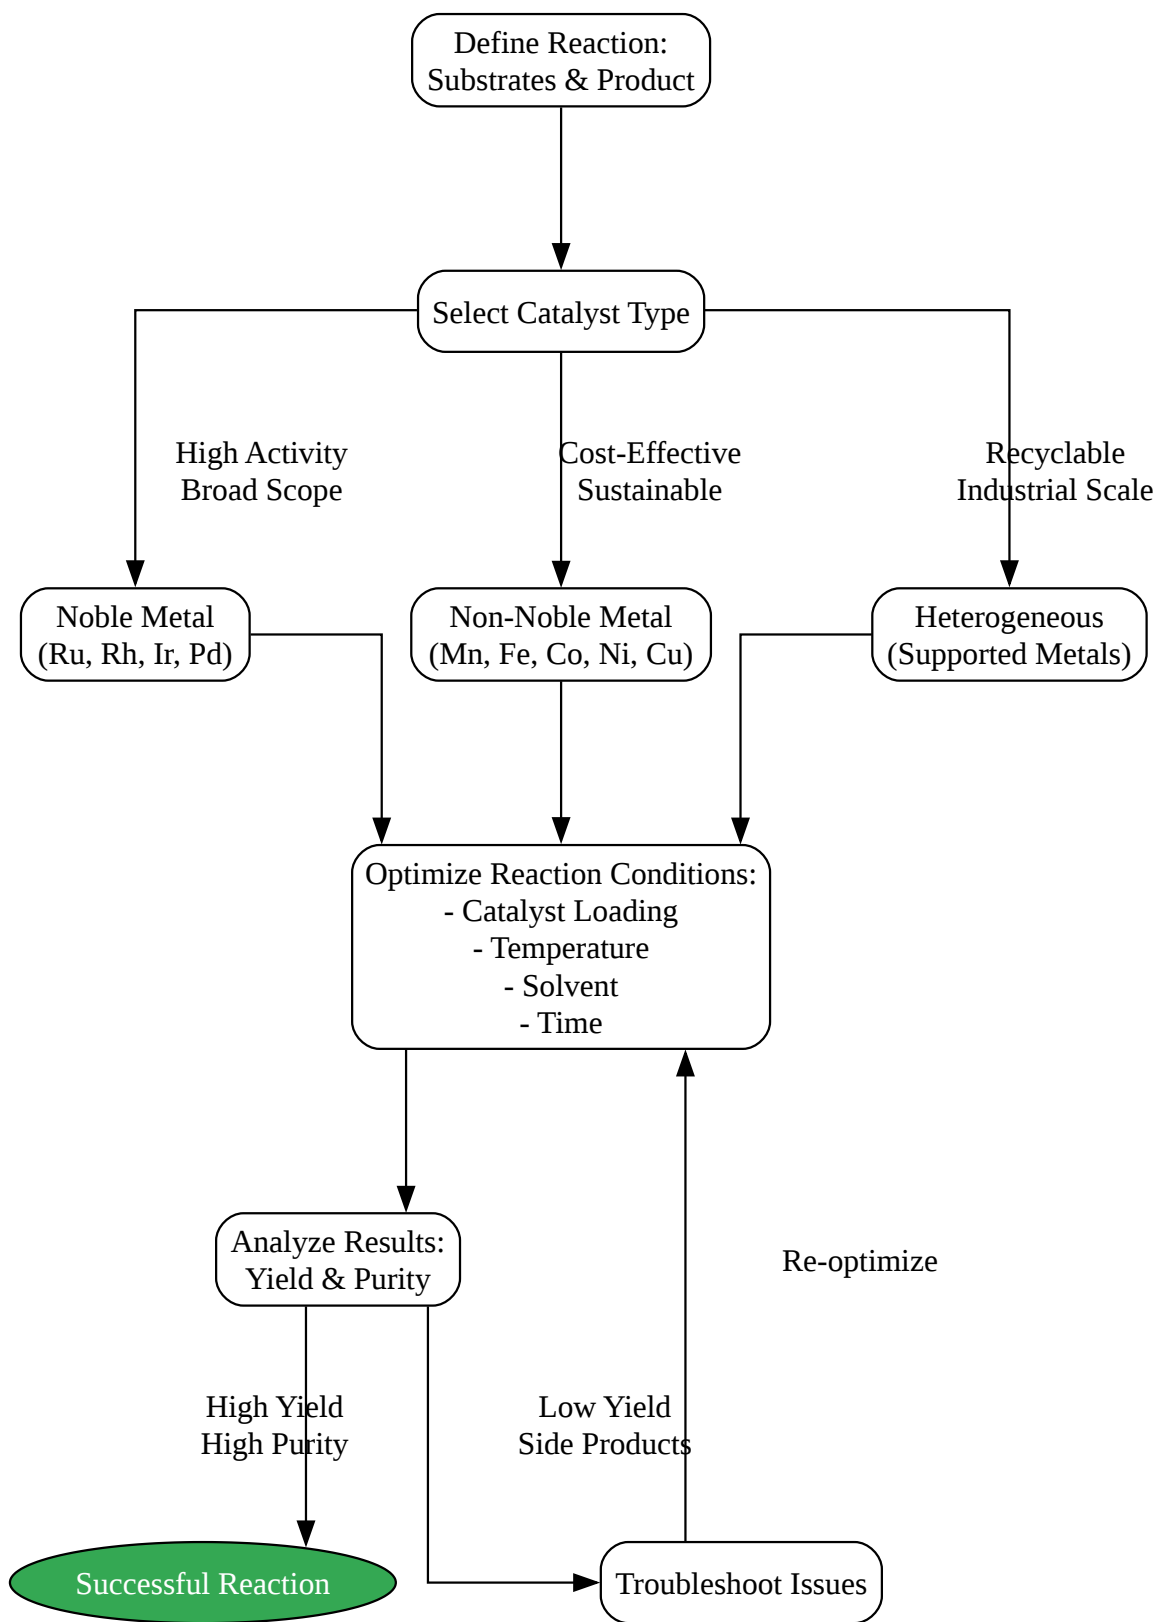 Define Reaction:
Substrates & Product
Select Catalyst Type
High Activity
Broad Scope
Cost-Effective
Sustainable
Recyclable
Industrial Scale
Noble Metal
(Ru, Rh, Ir, Pd)
Non-Noble Metal
(Mn, Fe, Co, Ni, Cu)
Heterogeneous
(Supported Metals)
Optimize Reaction Conditions:
- Catalyst Loading
- Temperature
- Solvent
- Time
Analyze Results:
Yield & Purity
Re-optimize
High Yield
High Purity
Low Yield
Side Products
Successful Reaction
Troubleshoot Issues